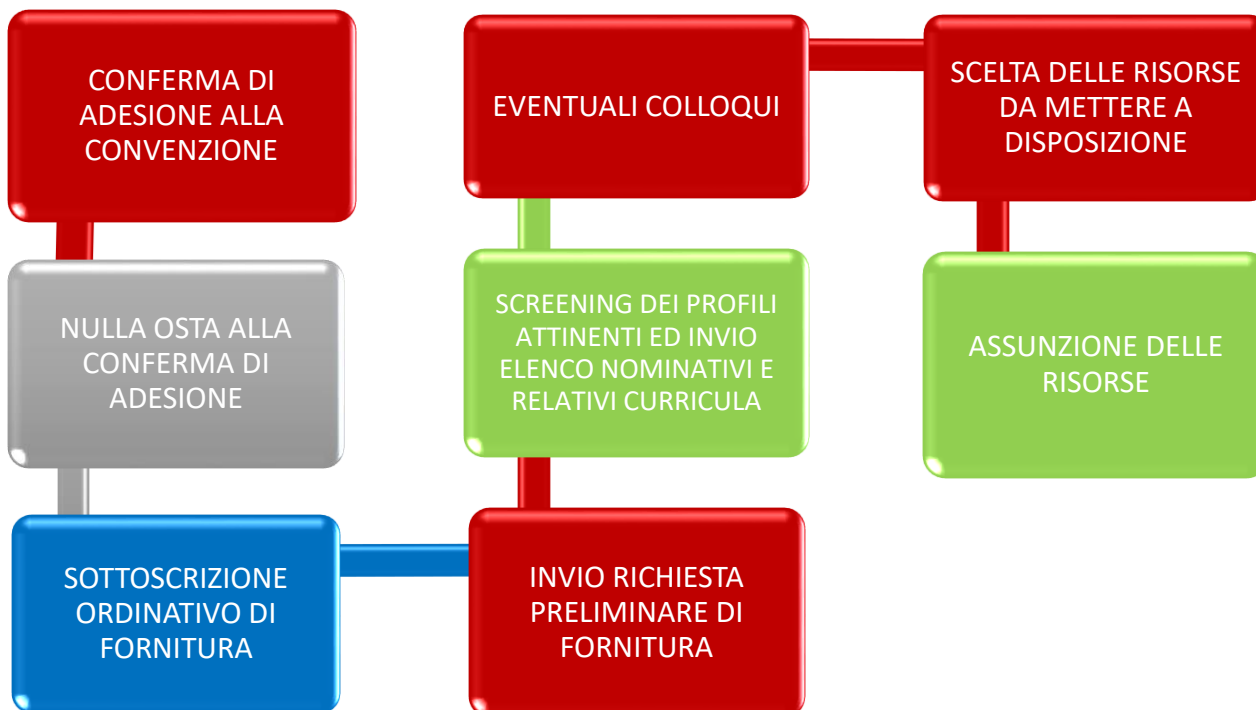 CONFERMA DI
ADESIONE ALLA
CONVENZIONE
NULLA OSTA ALLA
CONFERMA DI
ADESIONE
SOTTOSCRIZIONE
ORDINATIVO DI
FORNITURA
INVIO RICHIESTA
PRELIMINARE DI
FORNITURA
SCREENING DEI PROFILI
ATTINENTI ED INVIO
ELENCO NOMINATIVI E
RELATIVI CURRICULA
EVENTUALI COLLOQUI
SCELTA DELLE RISORSE
DA METTERE A
DISPOSIZIONE
ASSUNZIONE DELLE
RISORSE